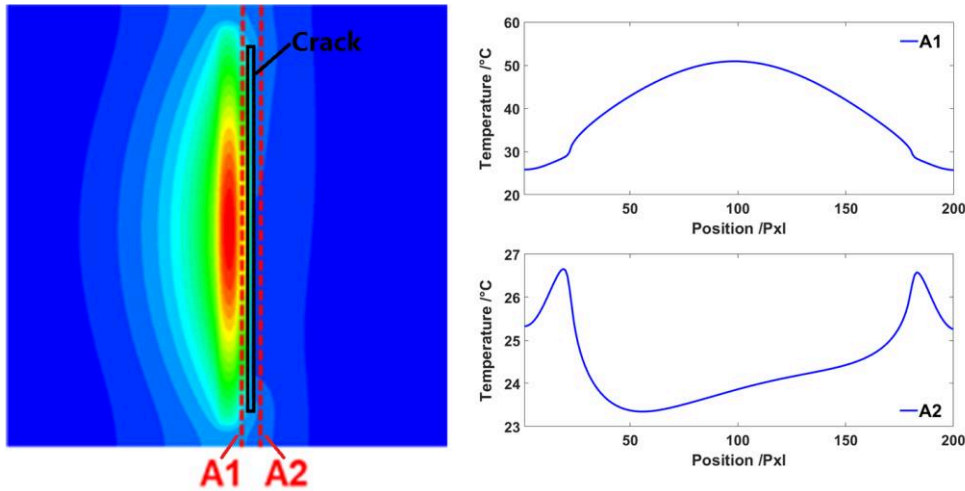 Crack
A1 A2
60
50
40
30
20
Temperature /°C
A1
50 100 150 200
Position /Pxl
27
26
25
24
23
Temperature /°C
A2
50 100 150 200
Position /Pxl